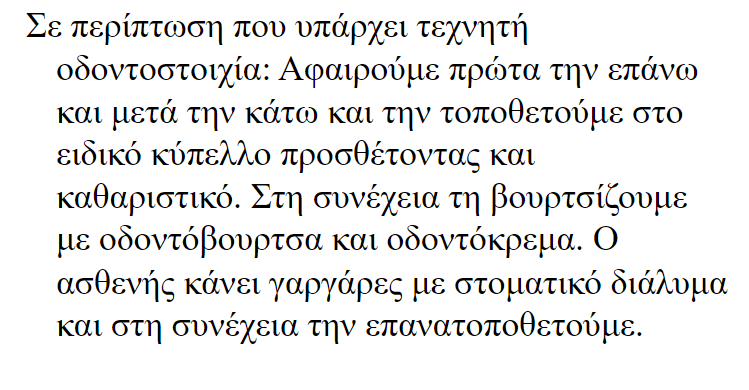 Σε περίπτωση που υπάρχει τεχνητή
οδοντοστοιχία: Αφαιρούμε πρώτα την επάνω
και μετά την κάτω και την τοποθετούμε στο
ειδικό κύπελλο προσθέτοντας και
καθαριστικό. Στη συνέχεια τη βουρτσίζουμε
με οδοντόβουρτσα και οδοντόκρεμα. Ο
ασθενής κάνει γαργάρες με στοματικό διάλυμα
και στη συνέχεια την επανατοποθετούμε.